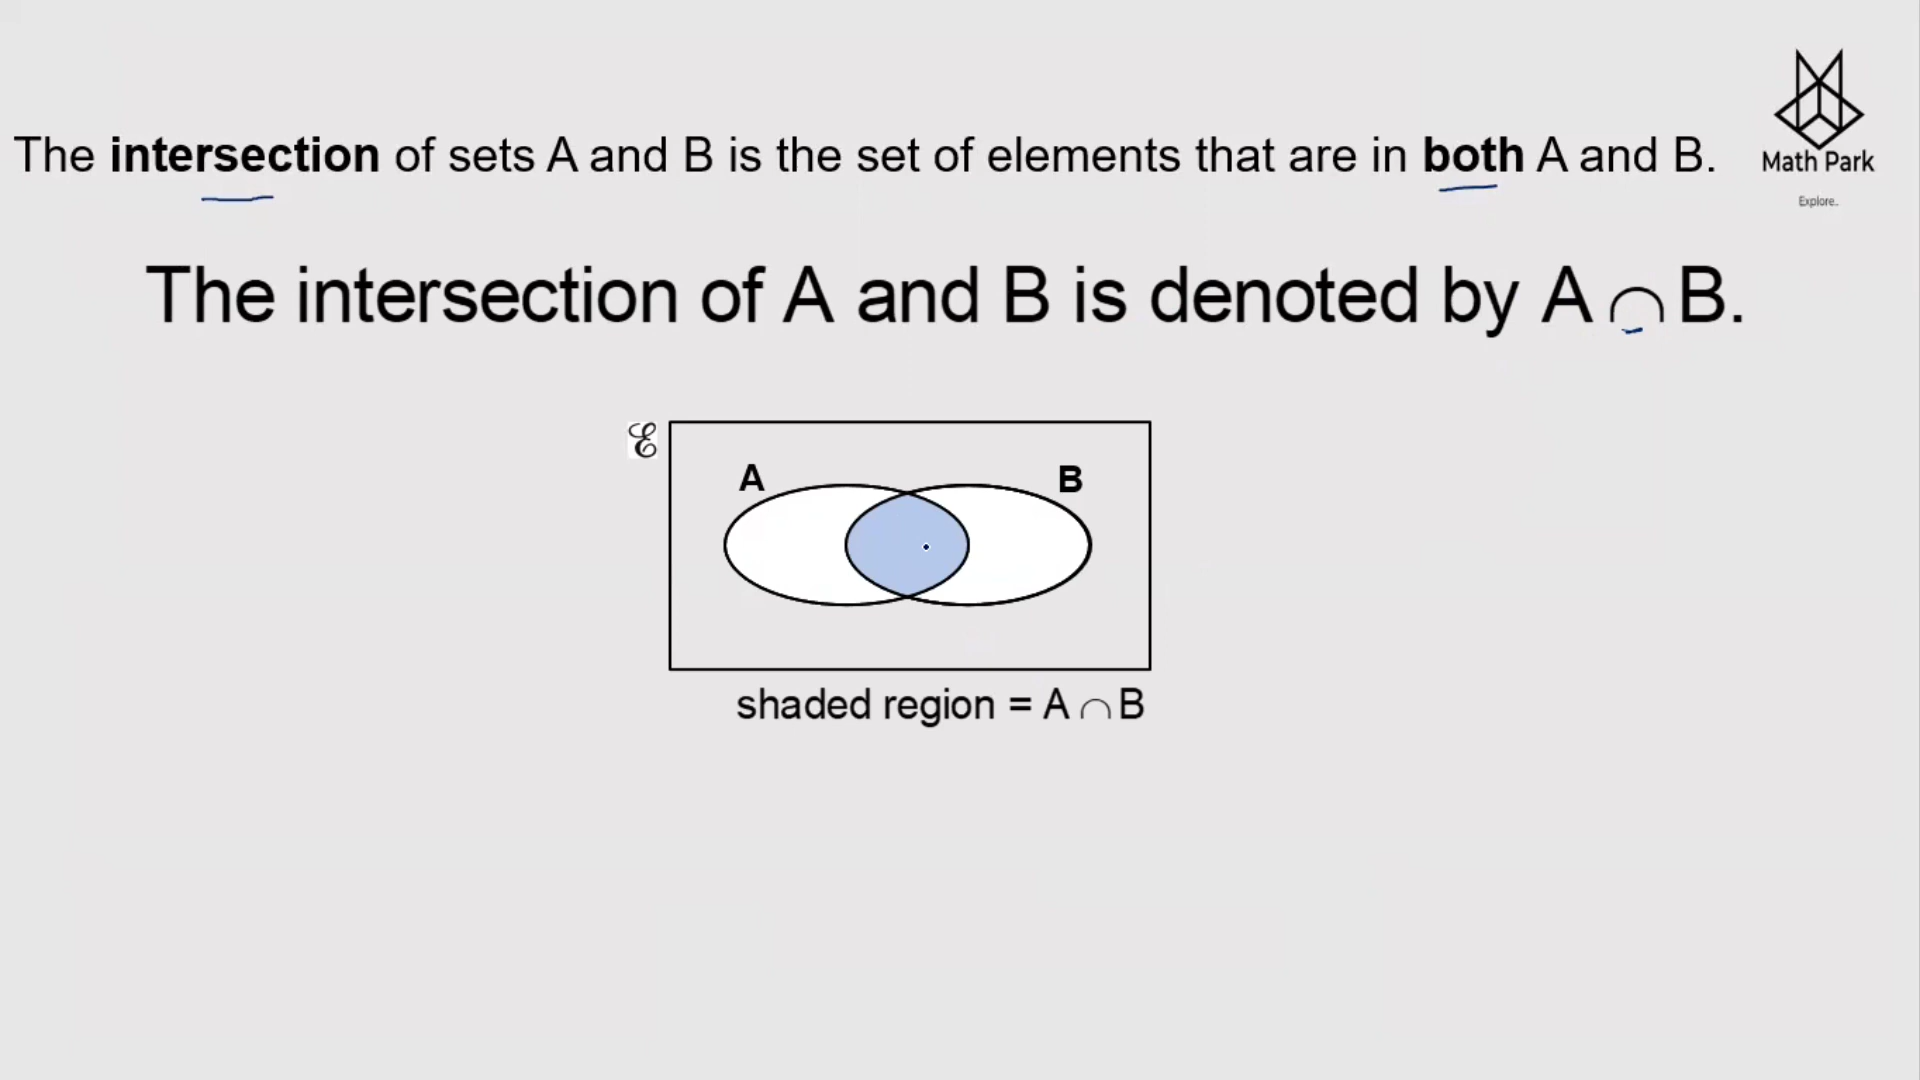 The intersection of sets A and B is the set of elements that are in both A and B.
Math Park
Explore..
The intersection of A and B is denoted by A ∩ B.
ℰ
A B
shaded region = A ∩ B